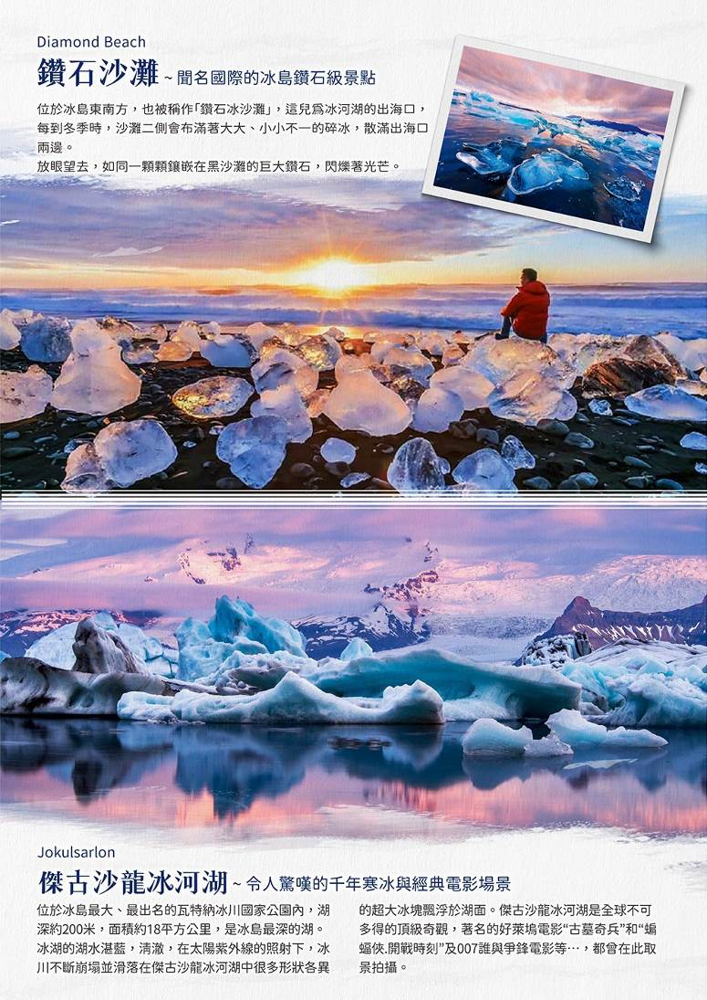 Diamond Beach
鑽石沙灘 ~ 聞名國際的冰島鑽石級景點
位於冰島東南方，也被稱作「鑽石冰沙灘」，這兒為冰河湖的出海口，
每到冬季時，沙灘二側會布滿著大大、小小不一的碎冰，散滿出海口
兩邊。
放眼望去，如同一顆顆鑲嵌在黑沙灘的巨大鑽石，閃爍著光芒。
Jokulsarlon
傑古沙龍冰河湖 ~ 令人驚嘆的千年寒冰與經典電影場景
位於冰島最大、最出名的瓦特納冰川國家公園內，湖
深約200米，面積約18平方公里，是冰島最深的湖。
冰湖的湖水湛藍，清澈，在太陽紫外線的照射下，冰
川不斷崩塌並滑落在傑古沙龍冰河湖中很多形狀各異
的超大冰塊飄浮於湖面。傑古沙龍冰河湖是全球不可
多得的頂級奇觀，著名的好萊塢電影“古墓奇兵”和“蝙
蝠俠.開戰時刻”及007誰與爭鋒電影等…，都曾在此取
景拍攝。